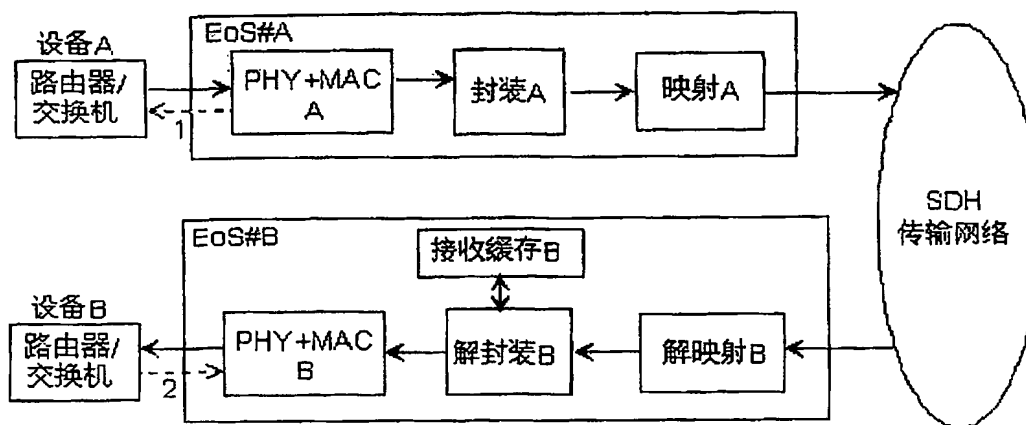 EoS#A
设备A
路由器/
交换机
1
PHY+MAC
A
封装A
映射A
SDH
传输网络
EoS#B
接收缓存B
设备B
路由器/
交换机
2
PHY+MAC
B
解封装B
解映射B